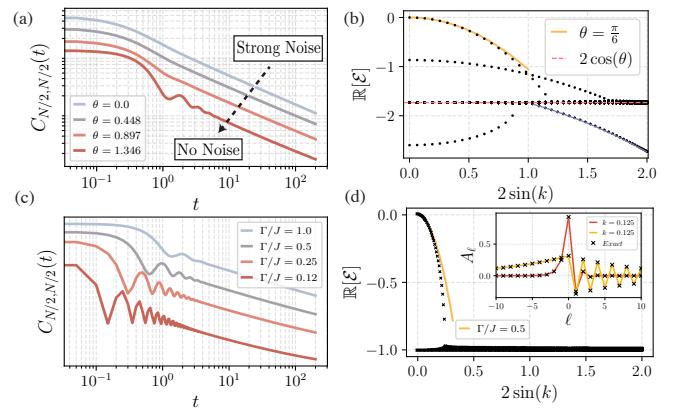 (a)
C_{N/2,N/2}(t)
Strong Noise
No Noise
θ = 0.0
θ = 0.448
θ = 0.897
θ = 1.346
10^{-1} 10^{0} 10^{1} 10^{2}
t
(b)
ℝ[ℰ]
0
−1
−2
θ = π/6
2 cos(θ)
0.0 0.5 1.0 1.5 2.0
2 sin(k)
(c)
C_{N/2,N/2}(t)
Γ/J = 1.0
Γ/J = 0.5
Γ/J = 0.25
Γ/J = 0.12
10^{-1} 10^{0} 10^{1} 10^{2}
t
(d)
ℝ[ℰ]
0.0
−0.5
−1.0
A_ℓ
0.5
0.0
k = 0.125
k = 0.125
Exact
−10 −5 0 5 10
ℓ
Γ/J = 0.5
0.0 0.5 1.0 1.5 2.0
2 sin(k)